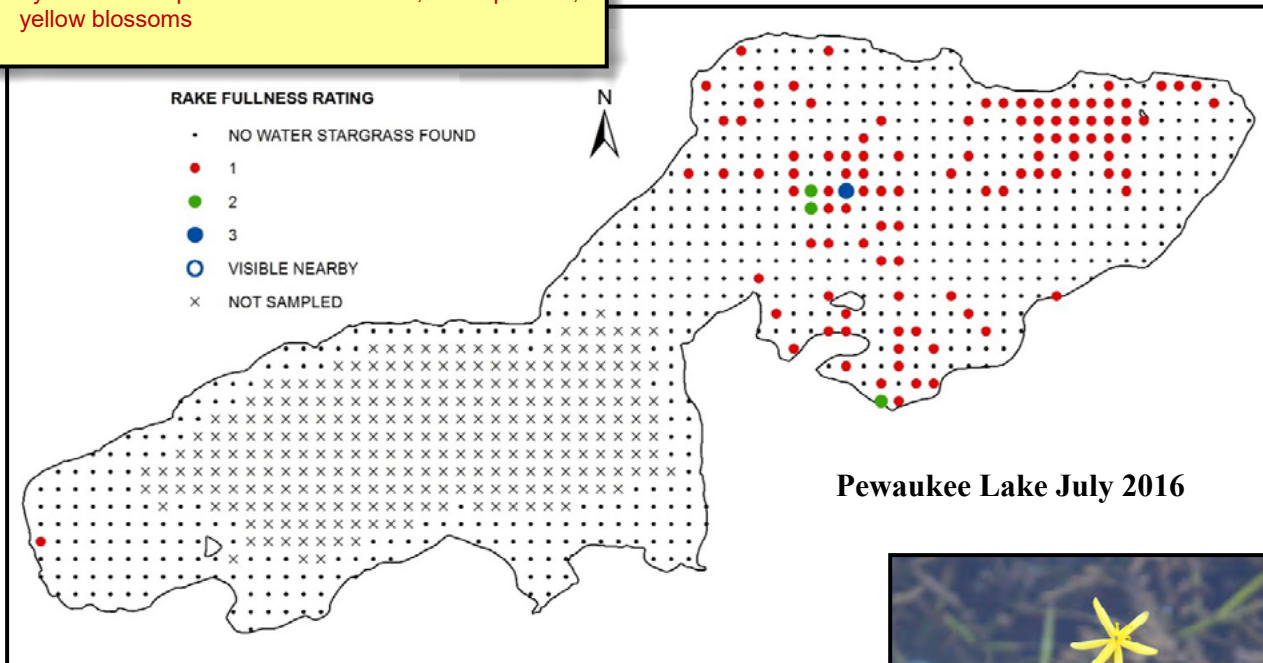 yellow blossoms
RAKE FULLNESS RATING
NO WATER STARGRASS FOUND
1
2
3
VISIBLE NEARBY
NOT SAMPLED
N
Pewaukee Lake July 2016